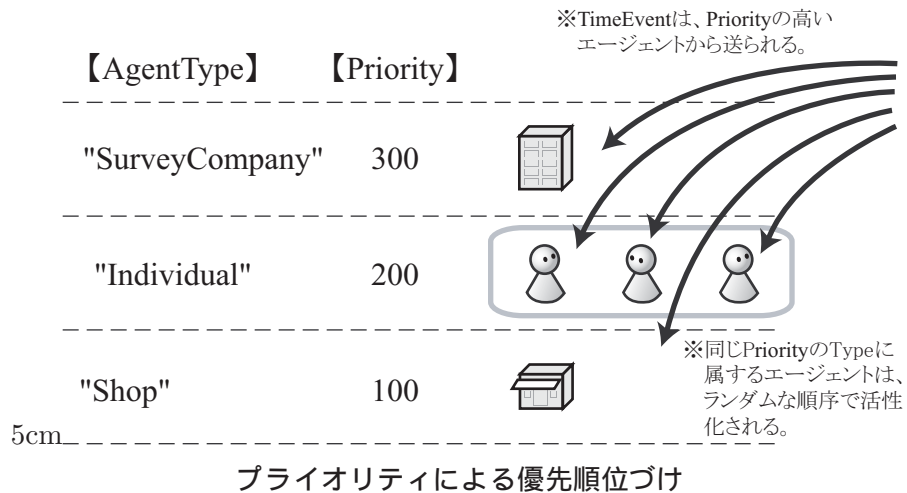 ※TimeEventは、Priorityの高い
エージェントから送られる。
【AgentType】 【Priority】
"SurveyCompany" 300
"Individual" 200
※同じPriorityのTypeに
属するエージェントは、
ランダムな順序で活性
化される。
"Shop" 100
5cm
プライオリティによる優先順位づけ